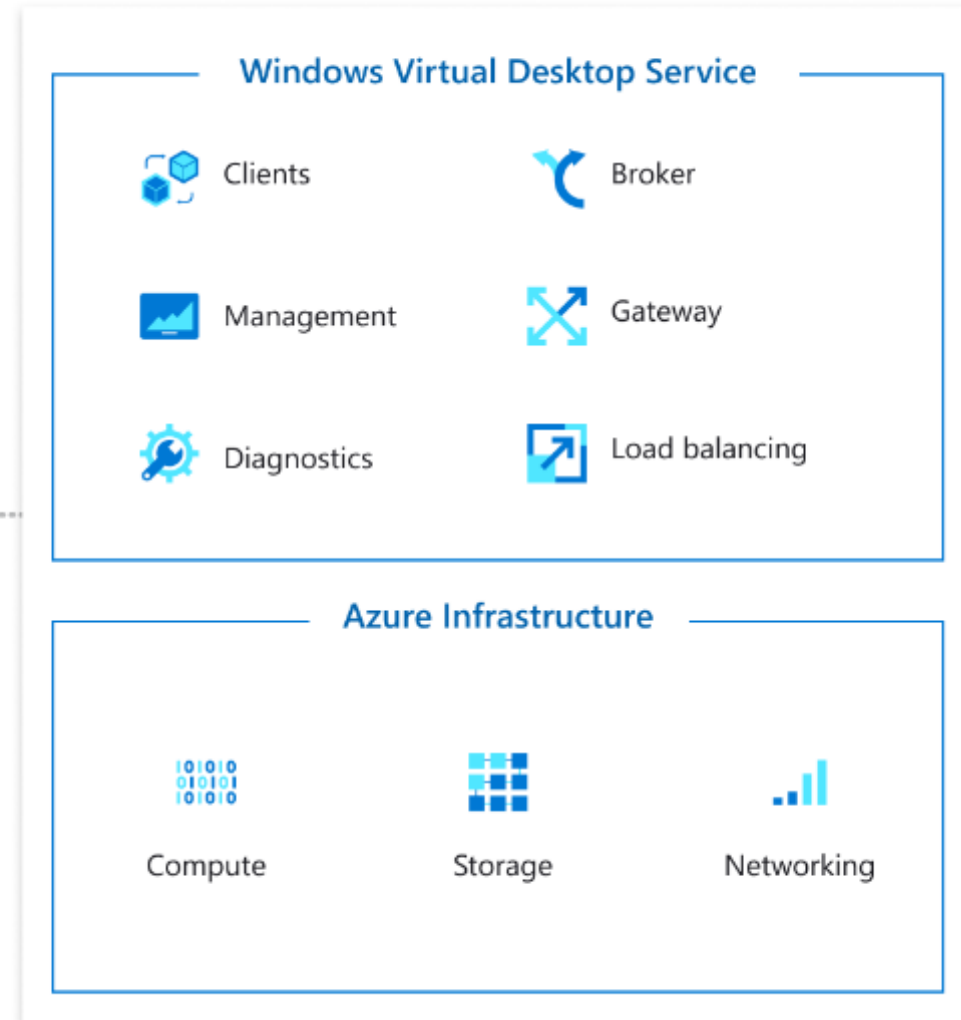 Windows Virtual Desktop Service
Clients
Broker
Management
Gateway
Diagnostics
Load balancing
Azure Infrastructure
Compute
Storage
Networking